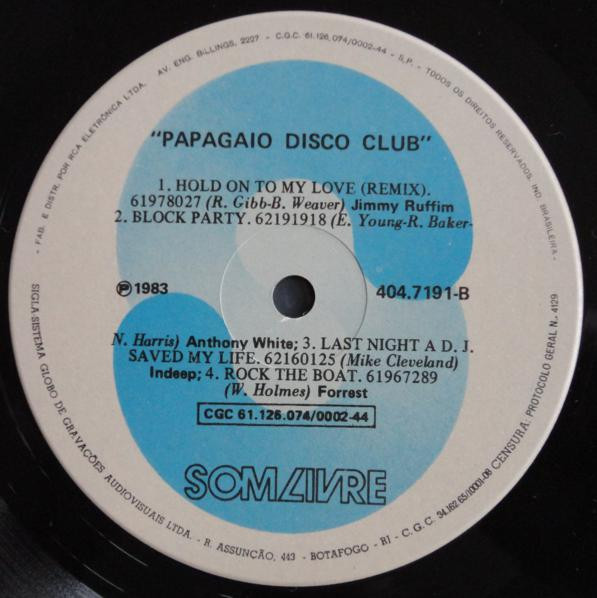 "PAPAGAIO DISCO CLUB"
1. HOLD ON TO MY LOVE (REMIX).
61978027 (R. Gibb-B. Weaver) Jimmy Ruffim
2. BLOCK PARTY. 62191918 (E. Young-R. Baker-
℗ 1983
404.7191-B
N. Harris) Anthony White; 3. LAST NIGHT A D. J.
SAVED MY LIFE. 62160125 (Mike Cleveland)
Indeep; 4. ROCK THE BOAT. 61967289
(W. Holmes) Forrest
CGC 61.126.074/0002-44
SOM LIVRE
- FAB. E DISTR. POR RCA ELETRÔNICA LTDA. AV. ENG. BILLINGS, 2227 - C.G.C. 61.126.074/0002-44 - S.P. - TODOS OS DIREITOS RESERVADOS. IND. BRASILEIRA -
SIGLA-SISTEMA GLOBO DE GRAVAÇÕES AUDIOVISUAIS LTDA. - R. ASSUNÇÃO, 443 - BOTAFOGO - RJ - C.G.C. 34.162.65/10001-08 CENSURA: PROTOCOLO GERAL N.º 4129